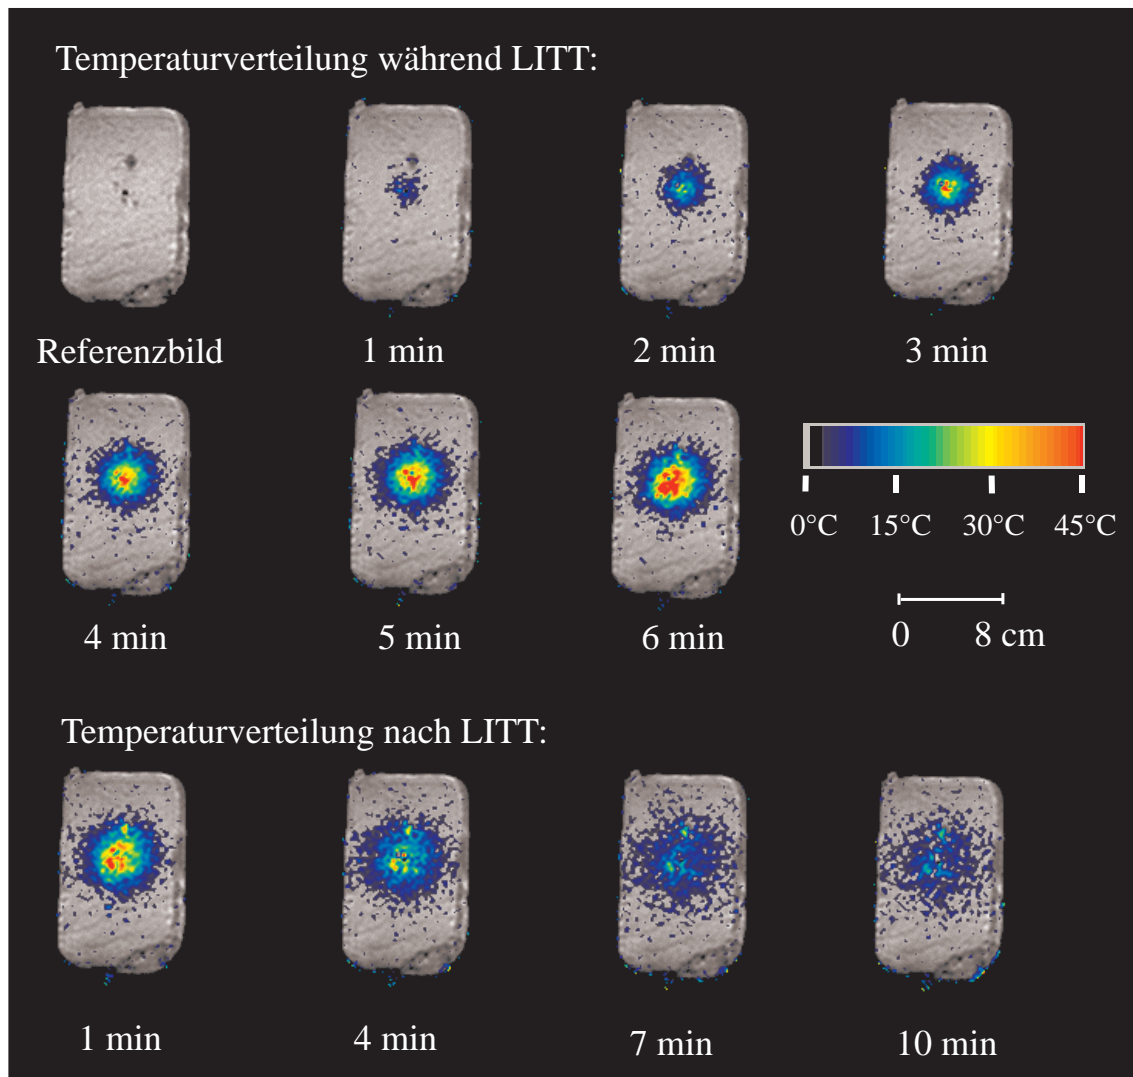 Temperaturverteilung während LITT:
Referenzbild
1 min
2 min
3 min
0°C 15°C 30°C 45°C
4 min
5 min
6 min
0 8 cm
Temperaturverteilung nach LITT:
1 min
4 min
7 min
10 min